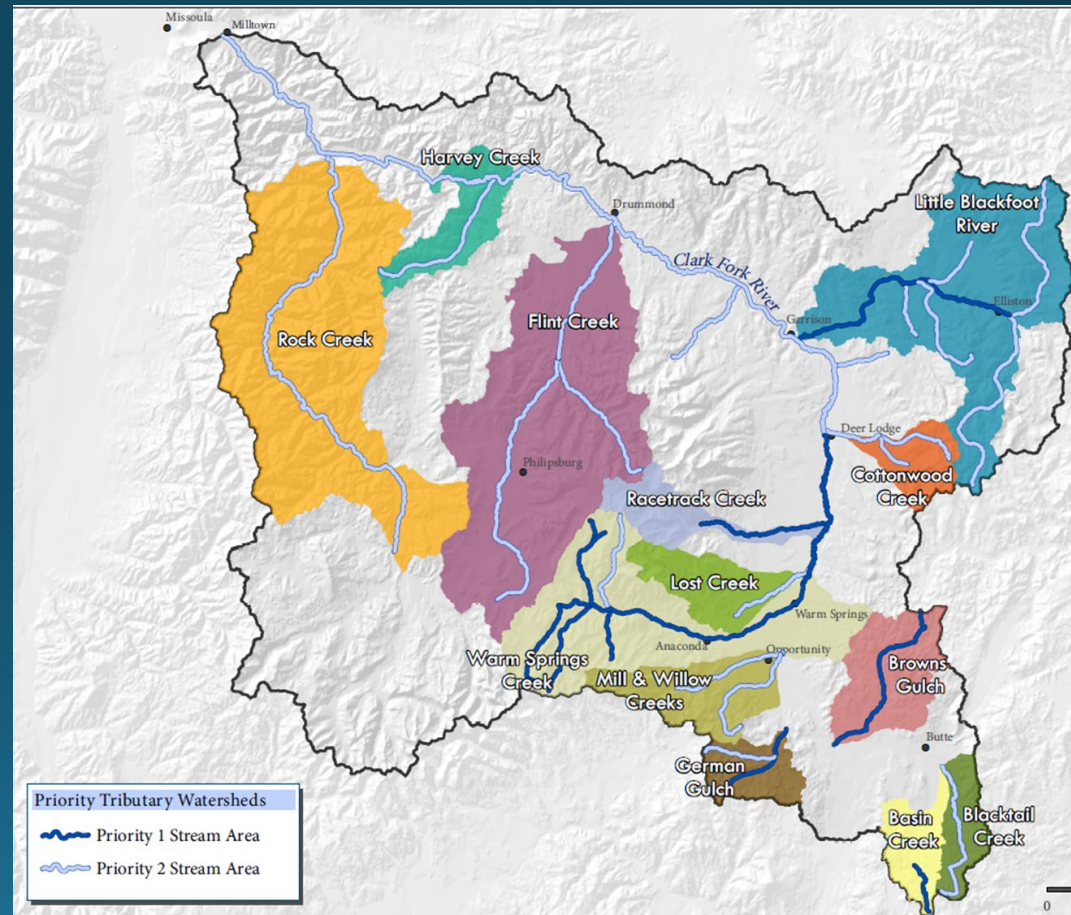 Missoula
Milltown
Harvey Creek
Drummond
Little Blackfoot
River
Clark Fork River
Garrison
Elliston
Flint Creek
Rock Creek
Deer Lodge
Cottonwood
Creek
Philipsburg
Racetrack Creek
Lost Creek
Warm Springs
Anaconda
Opportunity
Warm Springs
Creek
Mill & Willow
Creeks
Browns
Gulch
Butte
German
Gulch
Basin
Creek
Blacktail
Creek
Priority Tributary Watersheds
Priority 1 Stream Area
Priority 2 Stream Area
0